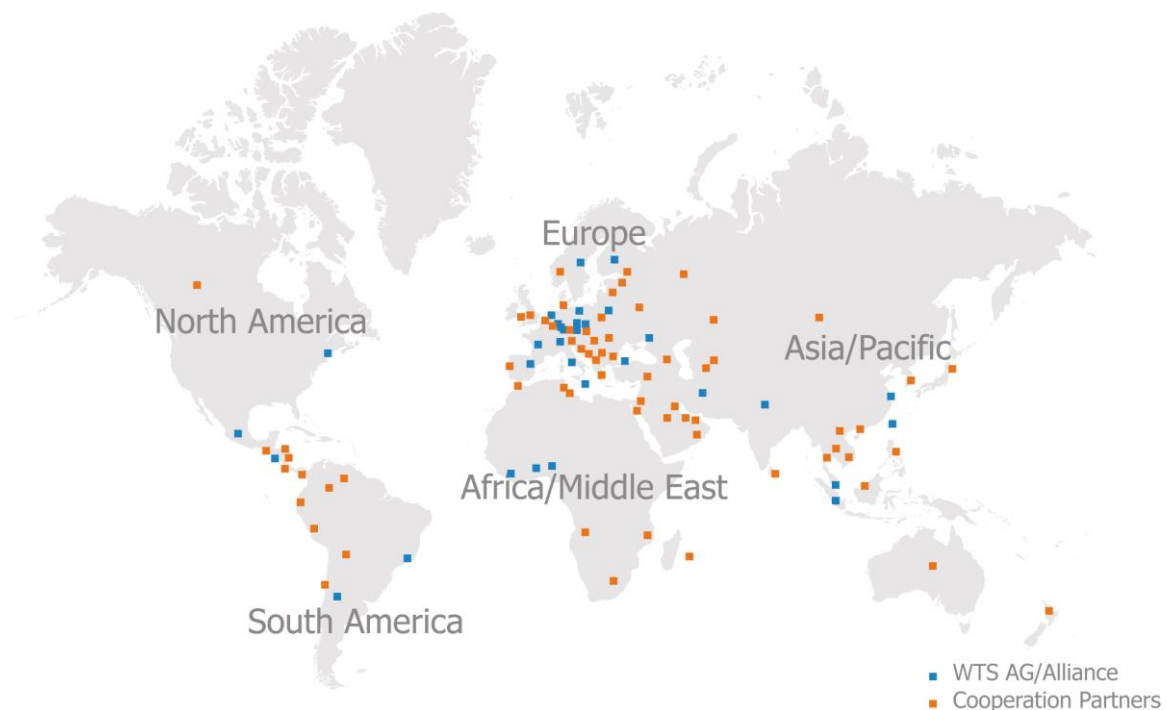 Europe
North America
Asia/Pacific
Africa/Middle East
South America
WTS AG/Alliance
Cooperation Partners